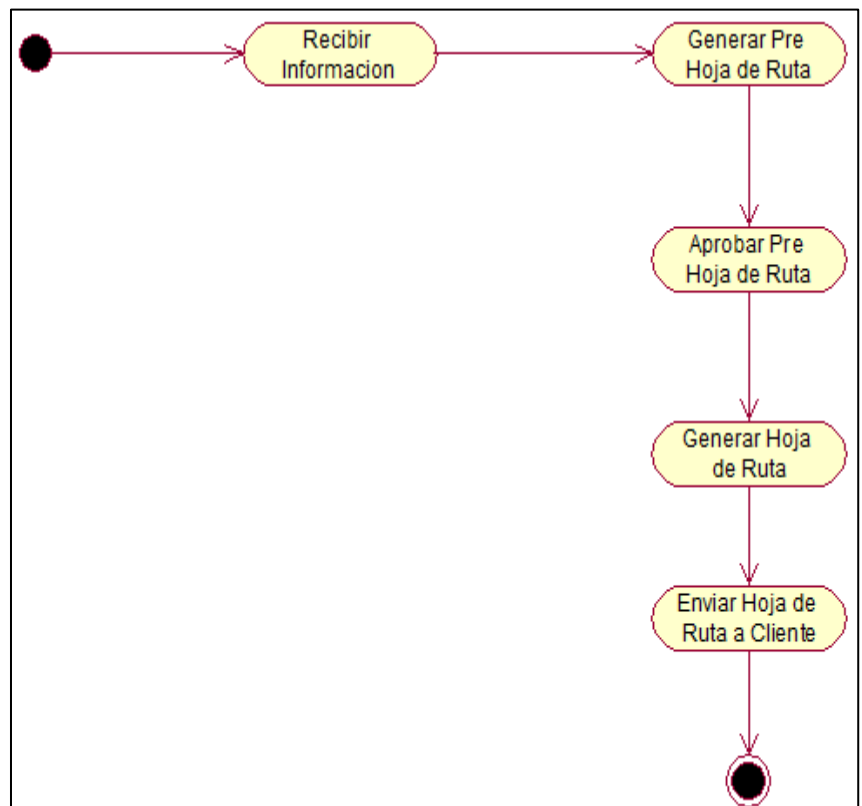 Recibir
Informacion
Generar Pre
Hoja de Ruta
Aprobar Pre
Hoja de Ruta
Generar Hoja
de Ruta
Enviar Hoja de
Ruta a Cliente